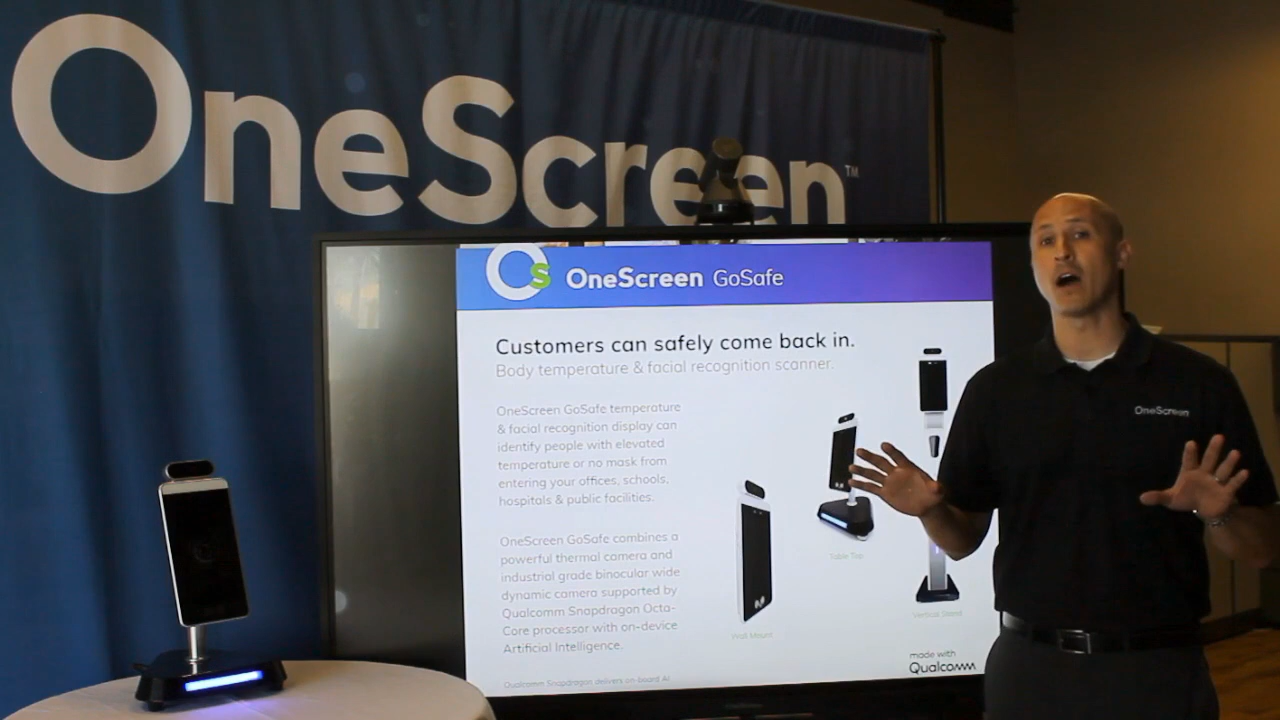 OneScreen™
Os OneScreen GoSafe
Customers can safely come back in.
Body temperature & facial recognition scanner.
OneScreen GoSafe temperature
& facial recognition display can
identify people with elevated
temperature or no mask from
entering your offices, schools,
hospitals & public facilities.
OneScreen GoSafe combines a
powerful thermal camera and
industrial grade binocular wide
dynamic camera supported by
Qualcomm Snapdragon Octa-
Core processor with on-device
Artificial Intelligence.
Qualcomm Snapdragon delivers on-board AI
Wall Mount
Table Top
Vertical Stand
made with
Qualcomm
OneScreen